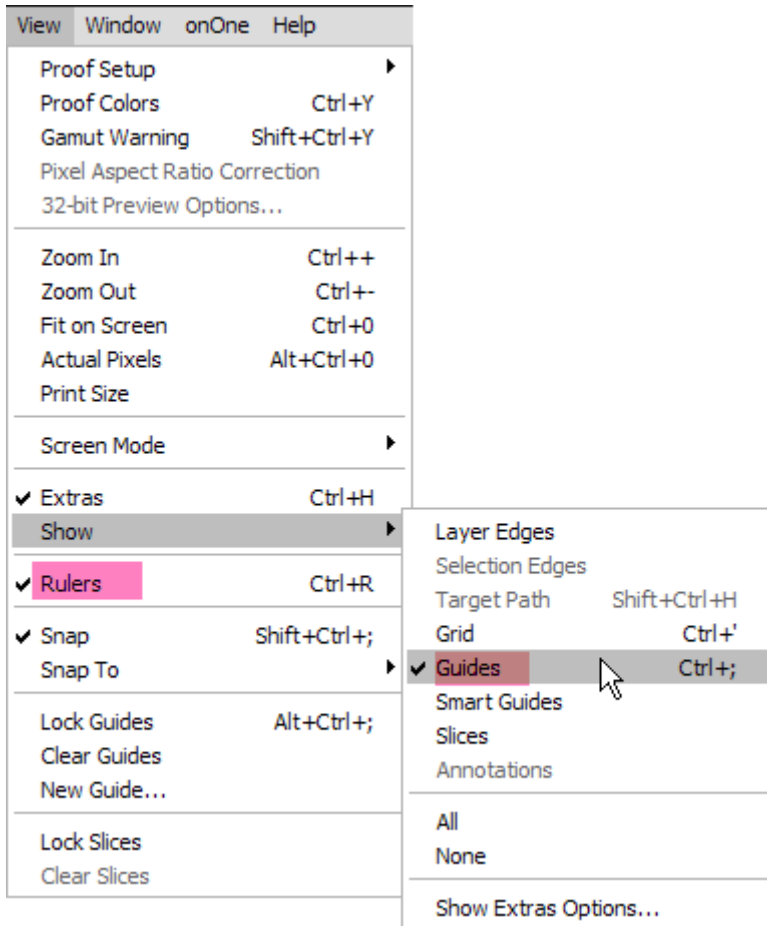 View Window onOne Help
Proof Setup
Proof Colors Ctrl+Y
Gamut Warning Shift+Ctrl+Y
Pixel Aspect Ratio Correction
32-bit Preview Options...
Zoom In Ctrl++
Zoom Out Ctrl+-
Fit on Screen Ctrl+0
Actual Pixels Alt+Ctrl+0
Print Size
Screen Mode
Extras Ctrl+H
Show
Rulers Ctrl+R
Snap Shift+Ctrl+;
Snap To
Lock Guides Alt+Ctrl+;
Clear Guides
New Guide...
Lock Slices
Clear Slices
Layer Edges
Selection Edges
Target Path Shift+Ctrl+H
Grid Ctrl+'
Guides Ctrl+;
Smart Guides
Slices
Annotations
All
None
Show Extras Options...